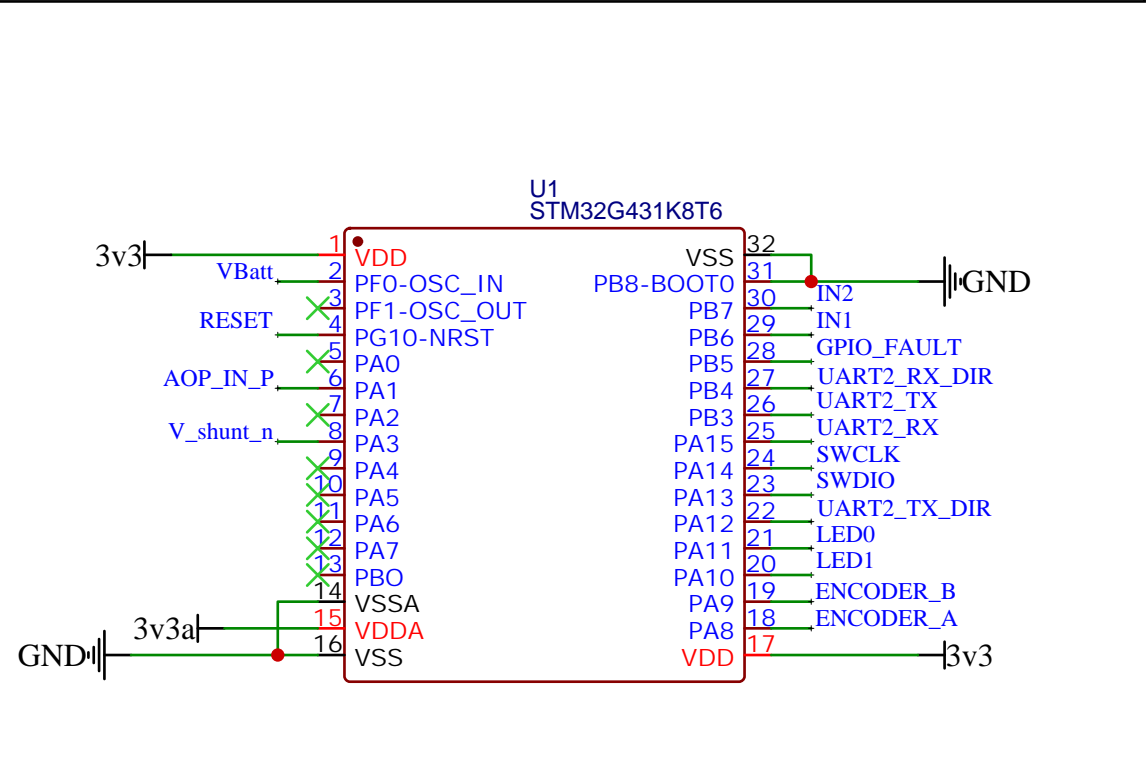 U1
STM32G431K8T6
3v3
1
VDD
VSS
32
VBatt
2
PF0-OSC_IN
PB8-BOOT0
31
GND
3
PF1-OSC_OUT
PB7
30
IN2
RESET
4
PG10-NRST
PB6
29
IN1
5
PA0
PB5
28
GPIO_FAULT
AOP_IN_P
6
PA1
PB4
27
UART2_RX_DIR
7
PA2
PB3
26
UART2_TX
V_shunt_n
8
PA3
PA15
25
UART2_RX
9
PA4
PA14
24
SWCLK
10
PA5
PA13
23
SWDIO
11
PA6
PA12
22
UART2_TX_DIR
12
PA7
PA11
21
LED0
13
PBO
PA10
20
LED1
14
VSSA
PA9
19
ENCODER_B
3v3a
15
VDDA
PA8
18
ENCODER_A
GND
16
VSS
VDD
17
3v3